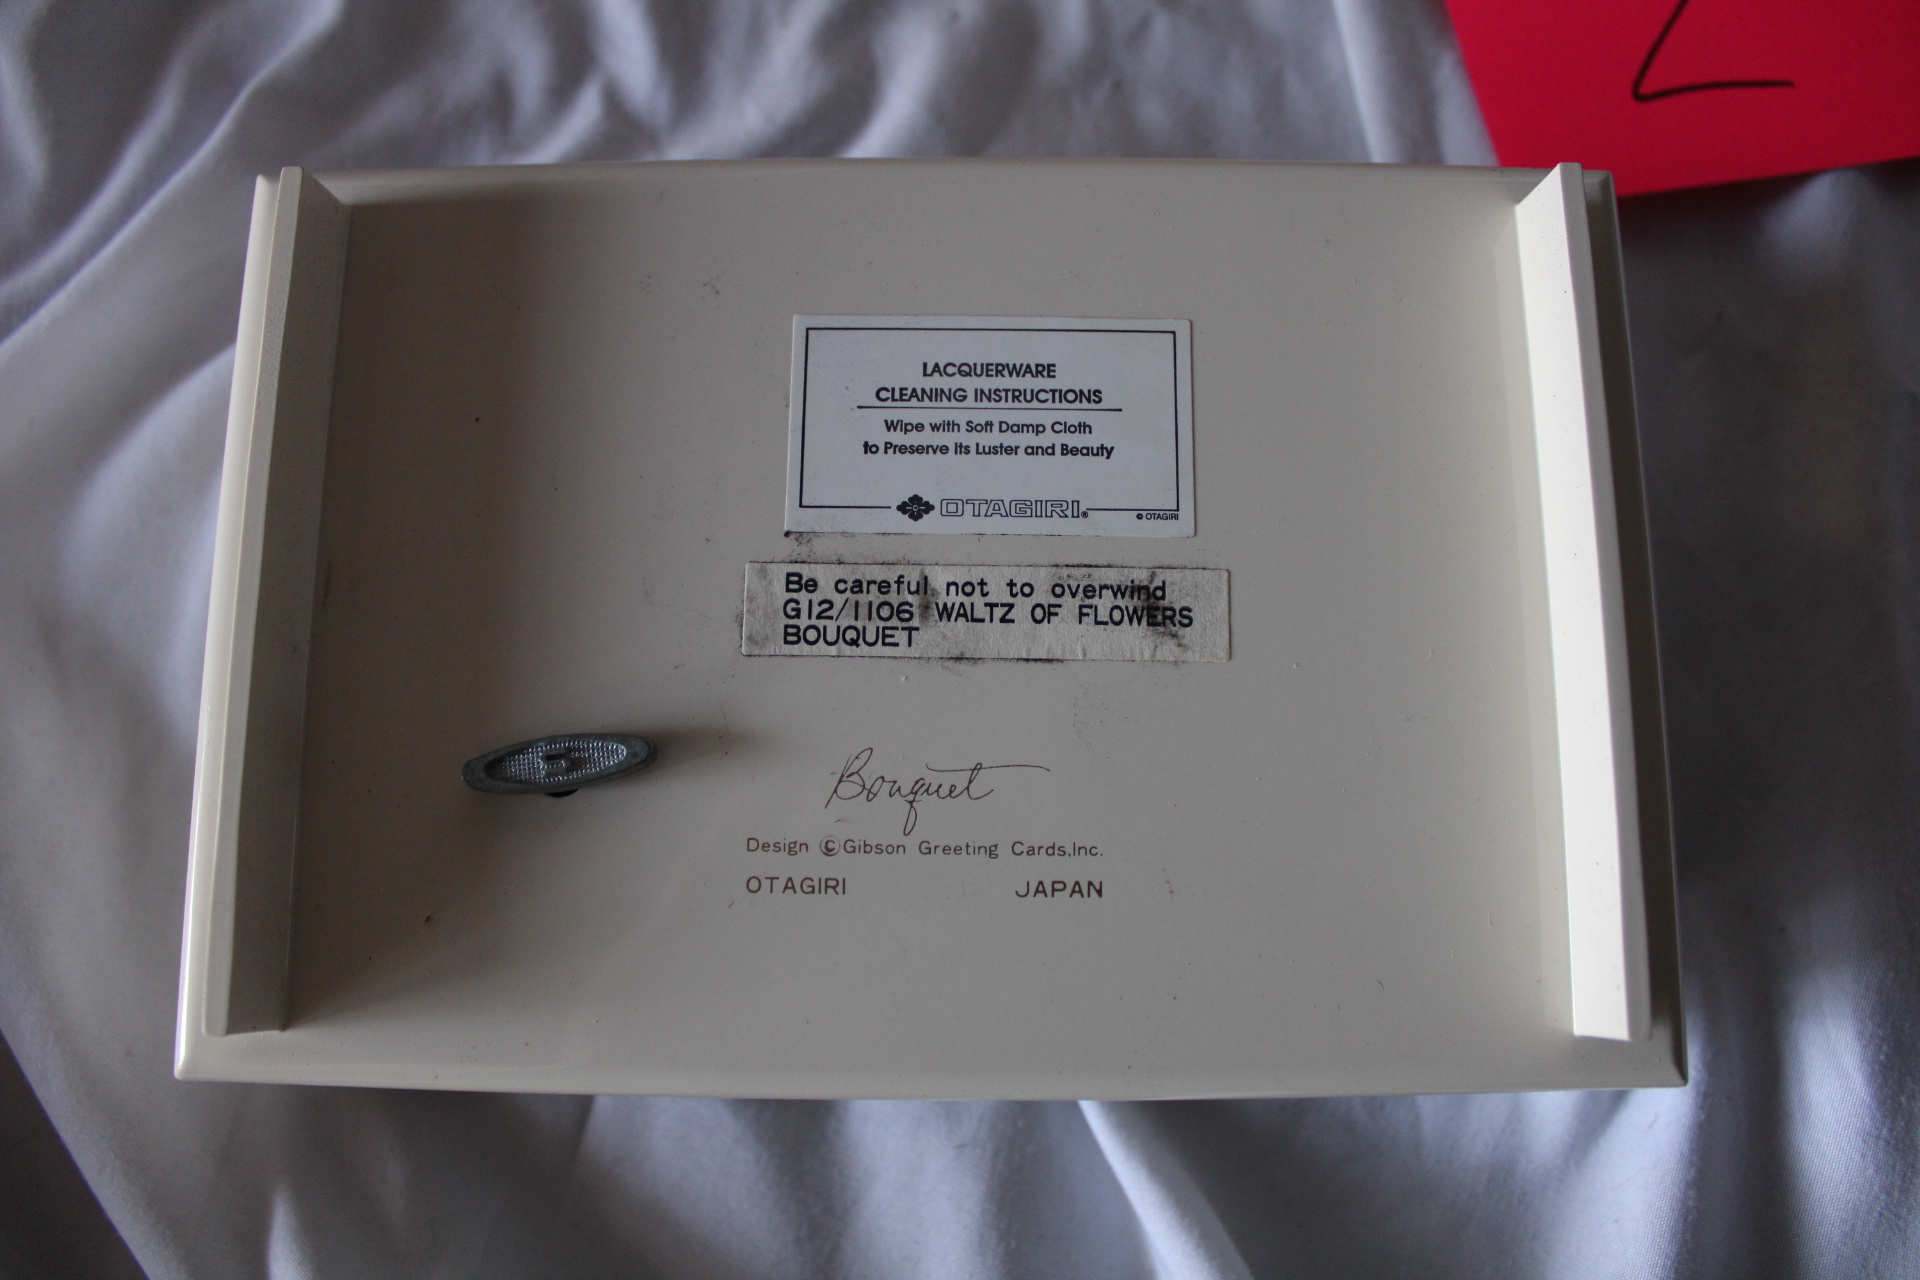 LACQUERWARE
CLEANING INSTRUCTIONS
Wipe with Soft Damp Cloth
to Preserve its Luster and Beauty
OTAGIRI®
© OTAGIRI
Be careful not to overwind
G12/1106 WALTZ OF FLOWERS
BOUQUET
Bouquet
Design ©Gibson Greeting Cards,Inc.
OTAGIRI JAPAN